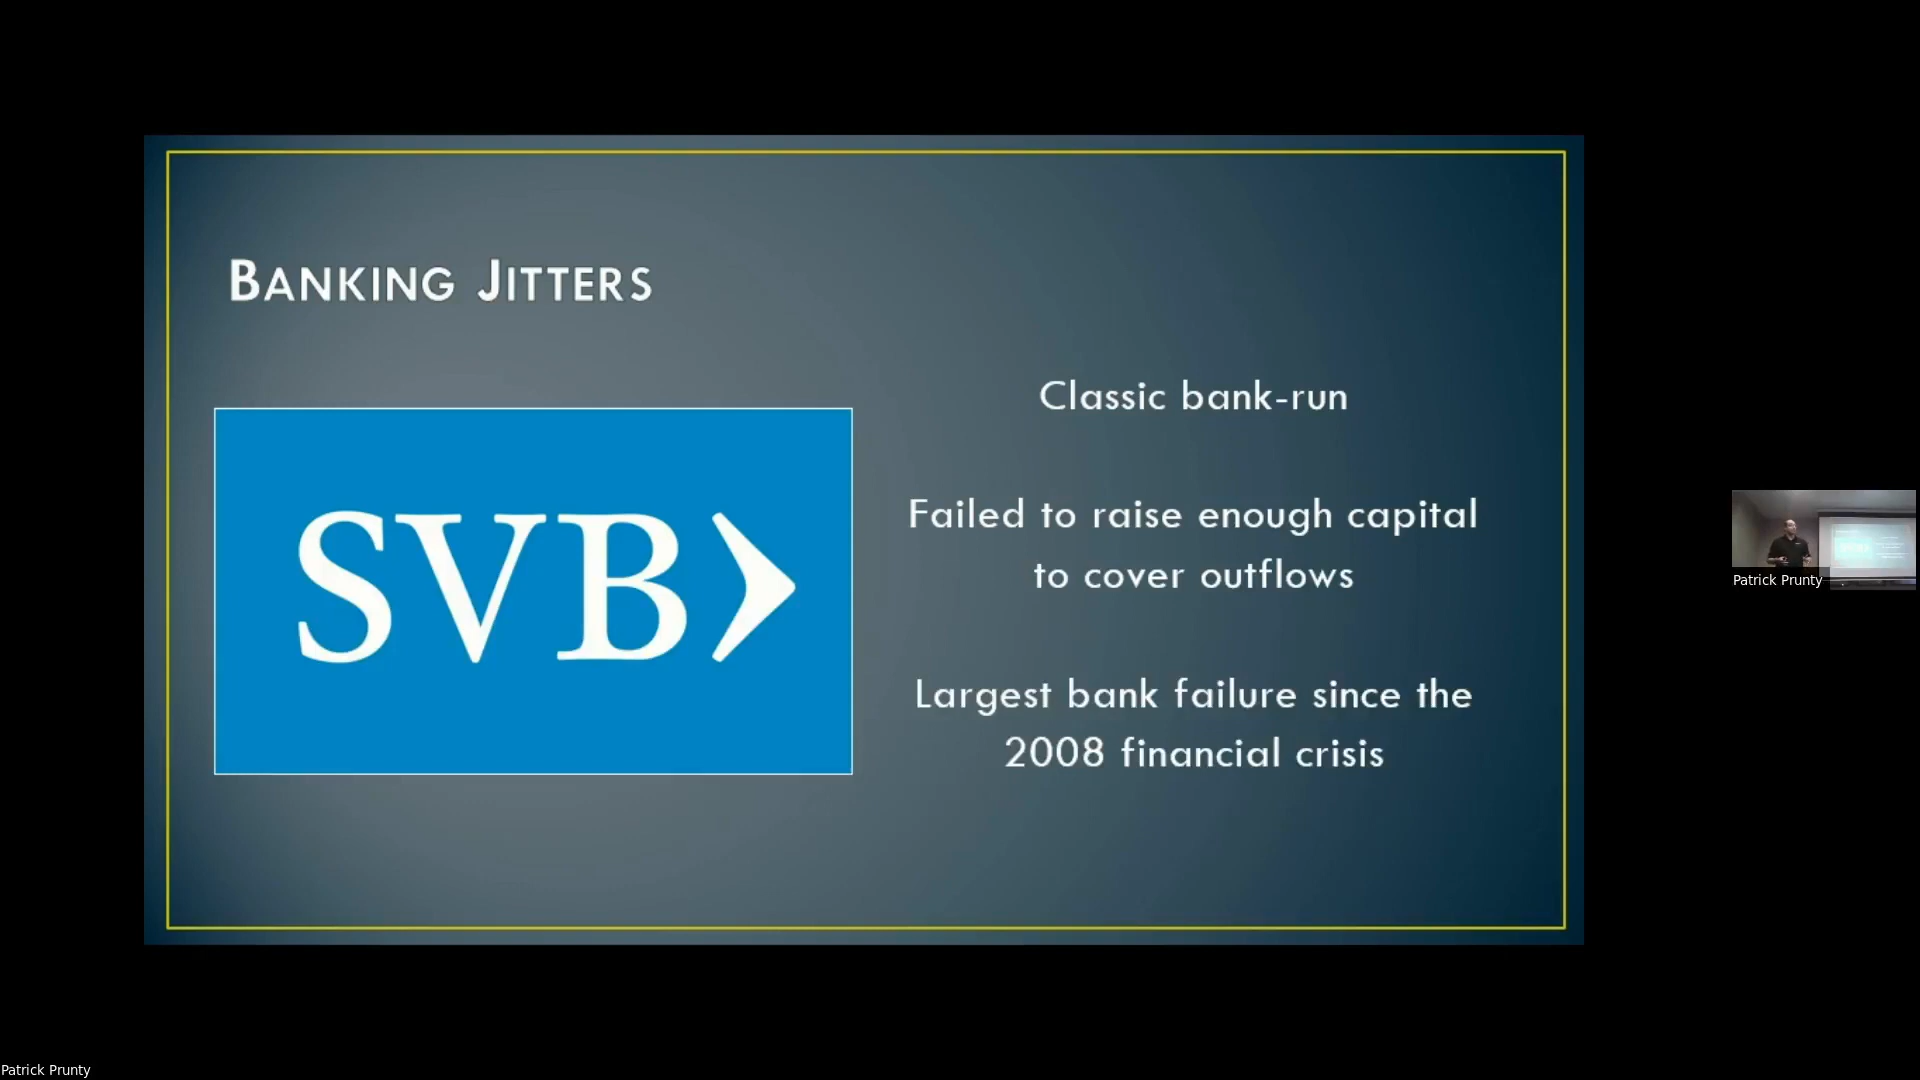 BANKING JITTERS
SVB
Classic bank-run
Failed to raise enough capital
to cover outflows
Largest bank failure since the
2008 financial crisis
Patrick Prunty
Patrick Prunty